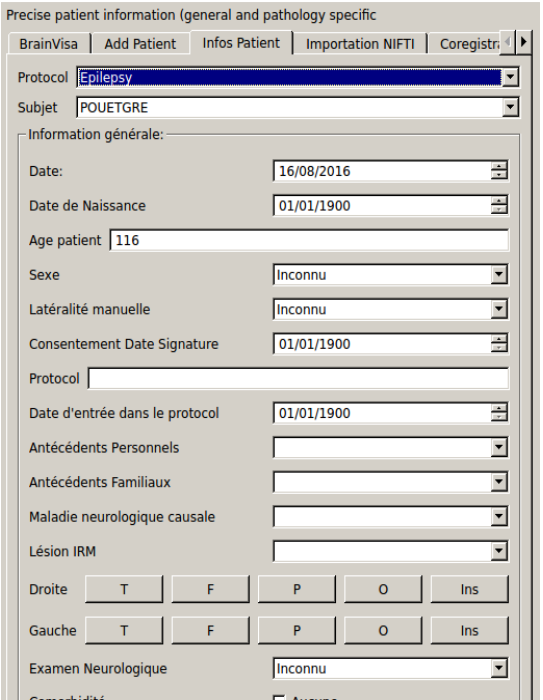 Precise patient information (general and pathology specific
BrainVisa Add Patient Infos Patient Importation NIFTI Coregistr
Protocol Epilepsy
Subjet POUETGRE
Information générale:
Date: 16/08/2016
Date de Naissance 01/01/1900
Age patient 116
Sexe Inconnu
Latéralité manuelle Inconnu
Consentement Date Signature 01/01/1900
Protocol
Date d'entrée dans le protocol 01/01/1900
Antécédents Personnels
Antécédents Familiaux
Maladie neurologique causale
Lésion IRM
Droite T F P O Ins
Gauche T F P O Ins
Examen Neurologique Inconnu